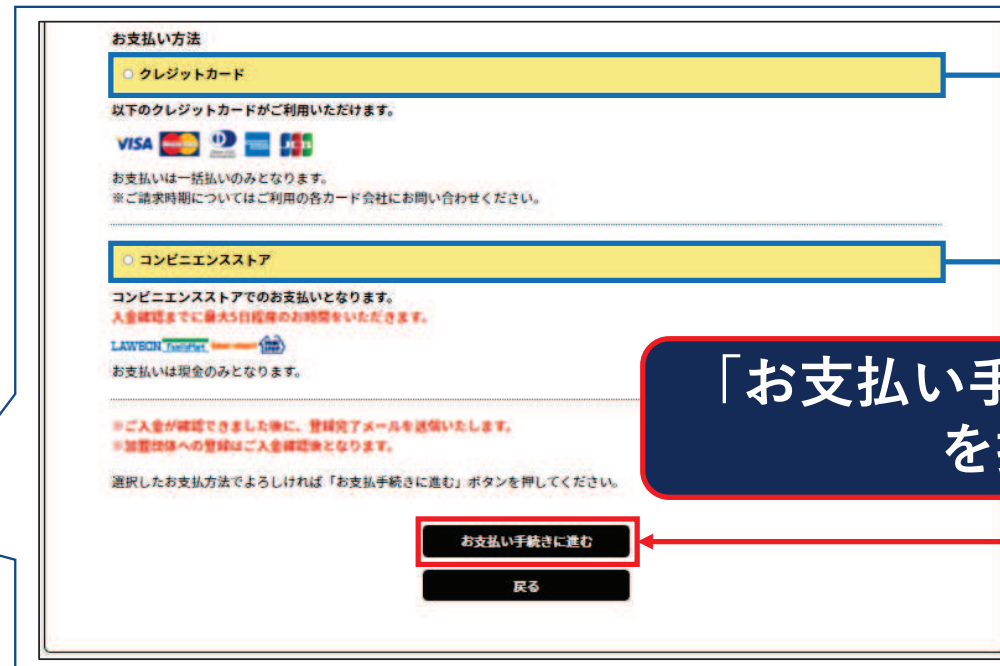 お支払い方法
クレジットカード
以下のクレジットカードがご利用いただけます。
VISA JCB
お支払いは一括払いのみとなります。
※ご請求時期についてはご利用の各カード会社にお問い合わせください。
コンビニエンスストア
コンビニエンスストアでのお支払いとなります。
入金確認までに最大5日程度のお時間をいただきます。
LAWSON FamilyMart
お支払いは現金のみとなります。
「お支払い手
を
※ご入金が確認できました後に、登録完了メールを送信いたします。
※加盟団体への登録はご入金確認後となります。
選択したお支払方法でよろしければ「お支払手続きに進む」ボタンを押してください。
お支払い手続きに進む
戻る